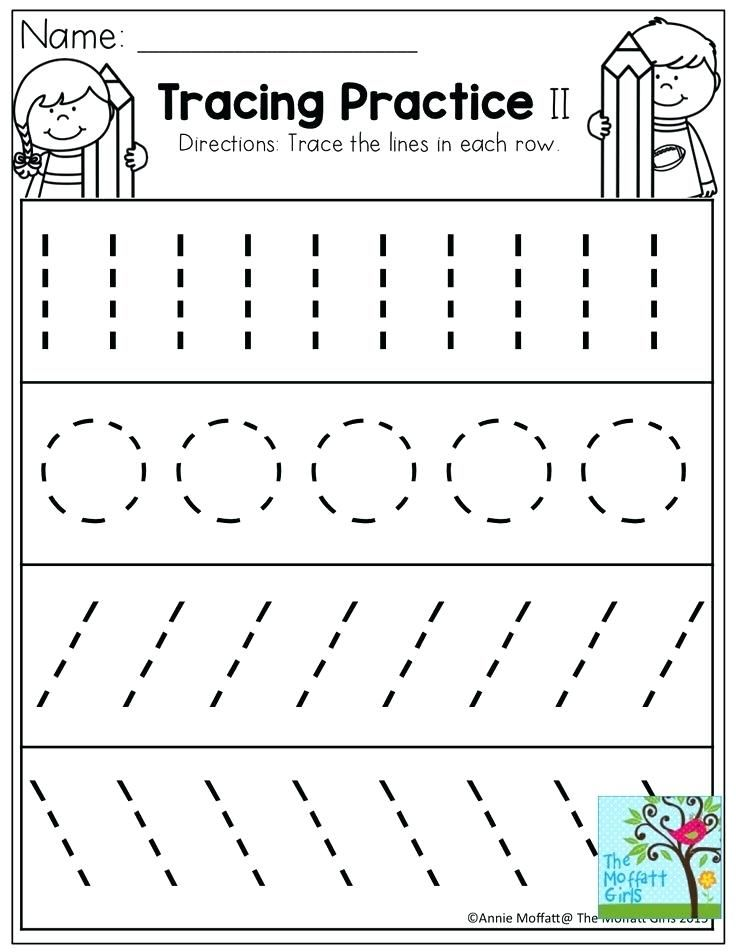 Name:
Tracing Practice II
Directions: Trace the lines in each row.
The
Moffatt
Girls
©Annie Moffatt@ The Moffatt Girls 2015